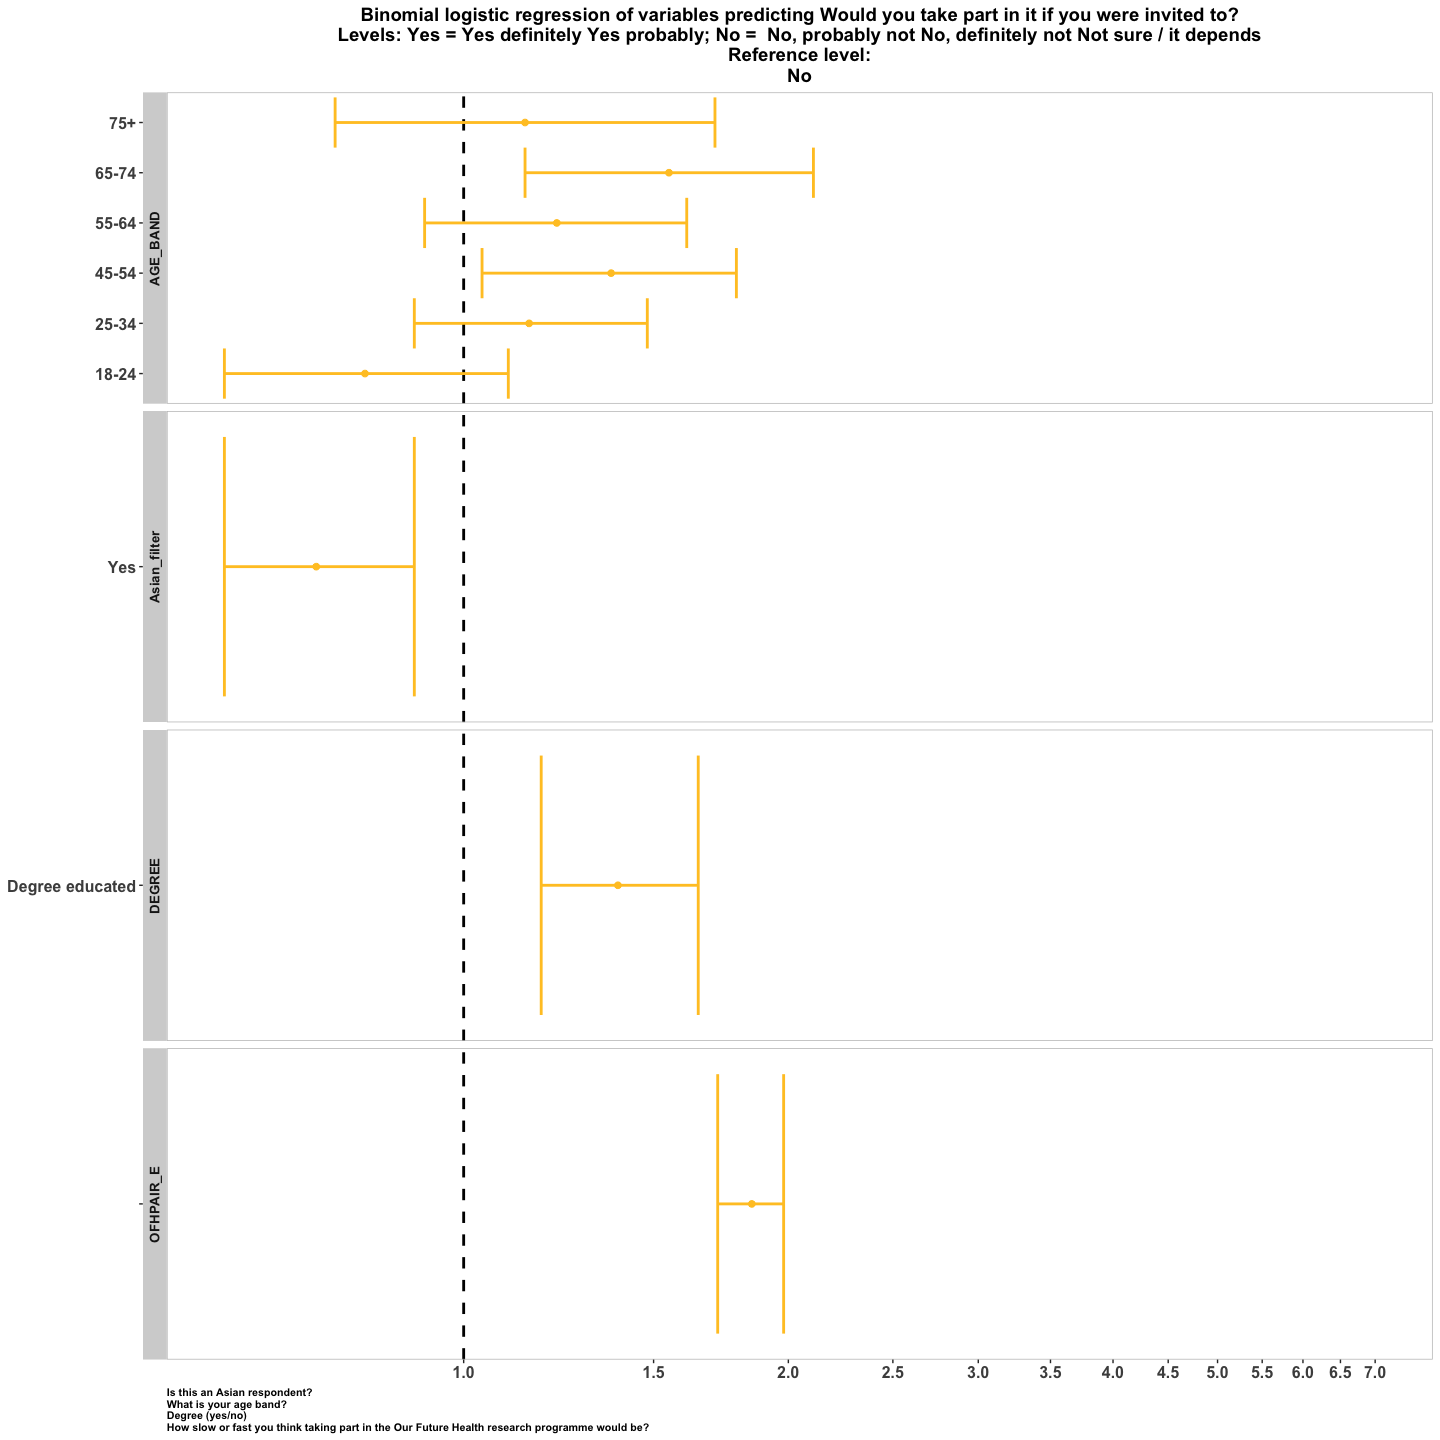 Binomial logistic regression of variables predicting Would you take part in it if you were invited to?
Levels: Yes = Yes definitely Yes probably; No =  No, probably not No, definitely not Not sure / it depends
Reference level:
No
AGE_BAND
75+
65-74
55-64
45-54
25-34
18-24
Asian_filter
Yes
DEGREE
Degree educated
OFHPAIR_E
1.0 1.5 2.0 2.5 3.0 3.5 4.0 4.5 5.0 5.5 6.0 6.5 7.0
Is this an Asian respondent?
What is your age band?
Degree (yes/no)
How slow or fast you think taking part in the Our Future Health research programme would be?